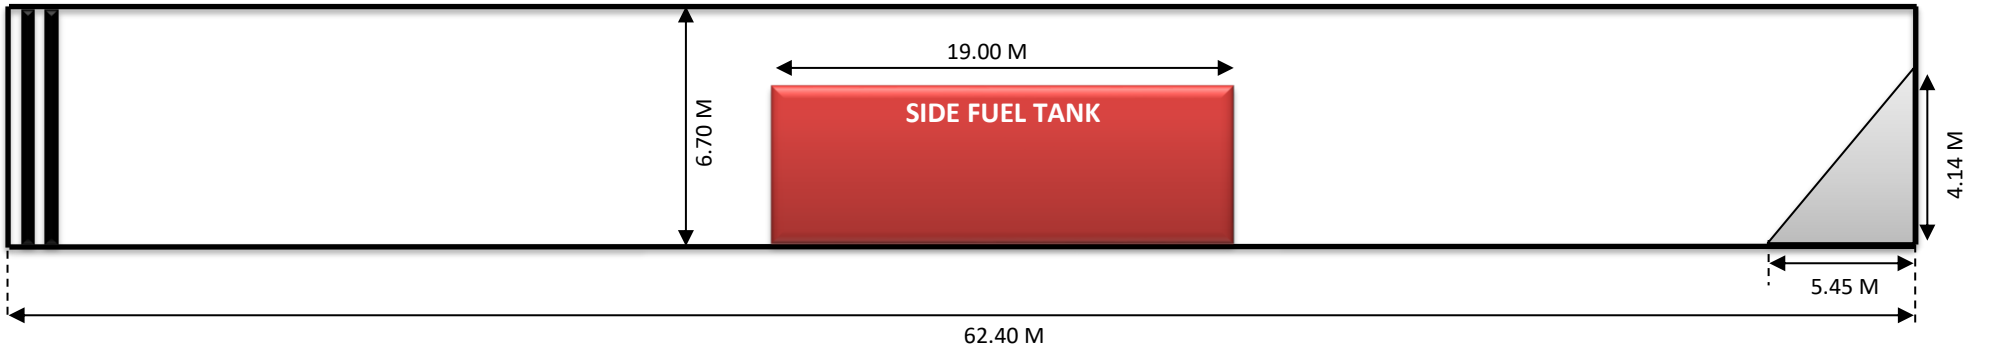 19.00 M
SIDE FUEL TANK
6.70 M
4.14 M
5.45 M
62.40 M